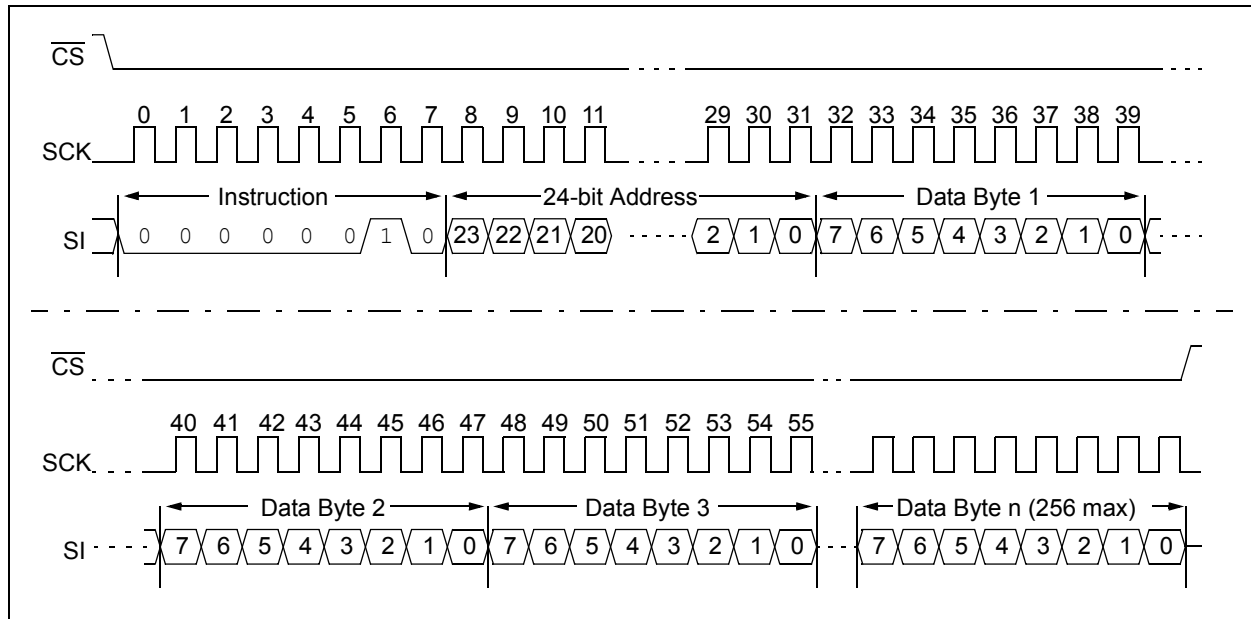 CS
0 1 2 3 4 5 6 7 8 9 10 11 29 30 31 32 33 34 35 36 37 38 39
SCK
Instruction 24-bit Address Data Byte 1
SI 0 0 0 0 0 0 1 0 23 22 21 20 2 1 0 7 6 5 4 3 2 1 0
CS
40 41 42 43 44 45 46 47 48 49 50 51 52 53 54 55
SCK
Data Byte 2 Data Byte 3 Data Byte n (256 max)
SI 7 6 5 4 3 2 1 0 7 6 5 4 3 2 1 0 7 6 5 4 3 2 1 0